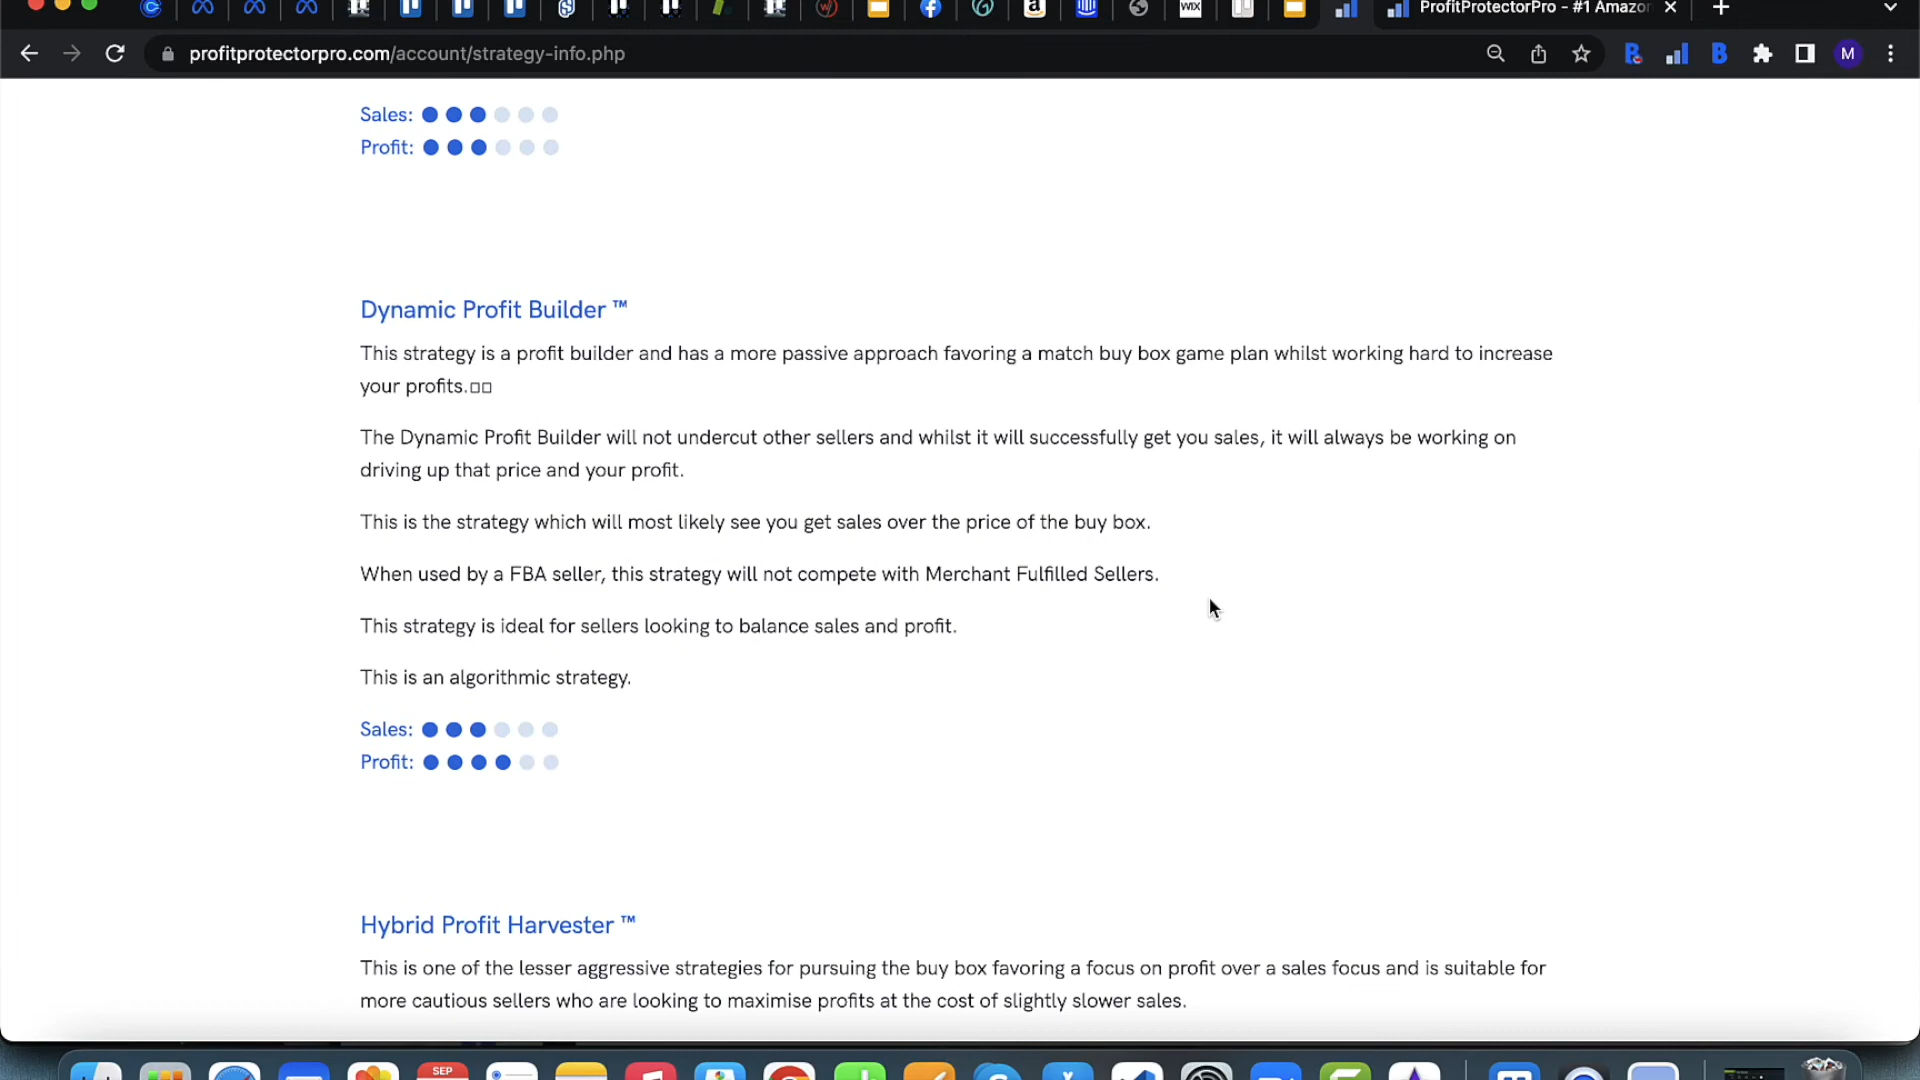 ProfitProtectorPro - #1 Amazon
profitprotectorpro.com/account/strategy-info.php
M
Sales:
Profit:
Dynamic Profit Builder ™
This strategy is a profit builder and has a more passive approach favoring a match buy box game plan whilst working hard to increase
your profits.□□
The Dynamic Profit Builder will not undercut other sellers and whilst it will successfully get you sales, it will always be working on
driving up that price and your profit.
This is the strategy which will most likely see you get sales over the price of the buy box.
When used by a FBA seller, this strategy will not compete with Merchant Fulfilled Sellers.
This strategy is ideal for sellers looking to balance sales and profit.
This is an algorithmic strategy.
Sales:
Profit:
Hybrid Profit Harvester ™
This is one of the lesser aggressive strategies for pursuing the buy box favoring a focus on profit over a sales focus and is suitable for
more cautious sellers who are looking to maximise profits at the cost of slightly slower sales.
SEP